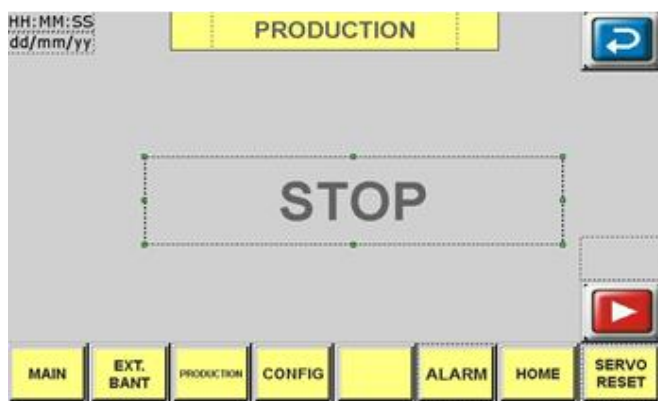 HH:MM:SS
dd/mm/yy
PRODUCTION
STOP
MAIN
EXT.
BANT
PRODUCTION
CONFIG
ALARM
HOME
SERVO
RESET